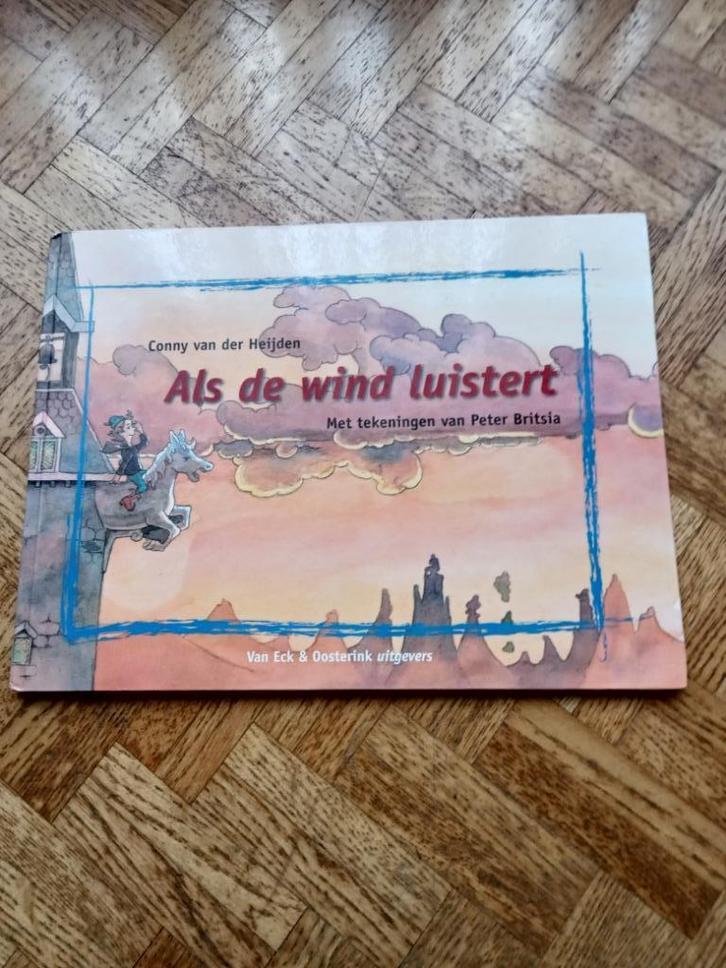 Conny van der Heijden
Als de wind luistert
Met tekeningen van Peter Britsia
Van Eck & Oosterink uitgevers